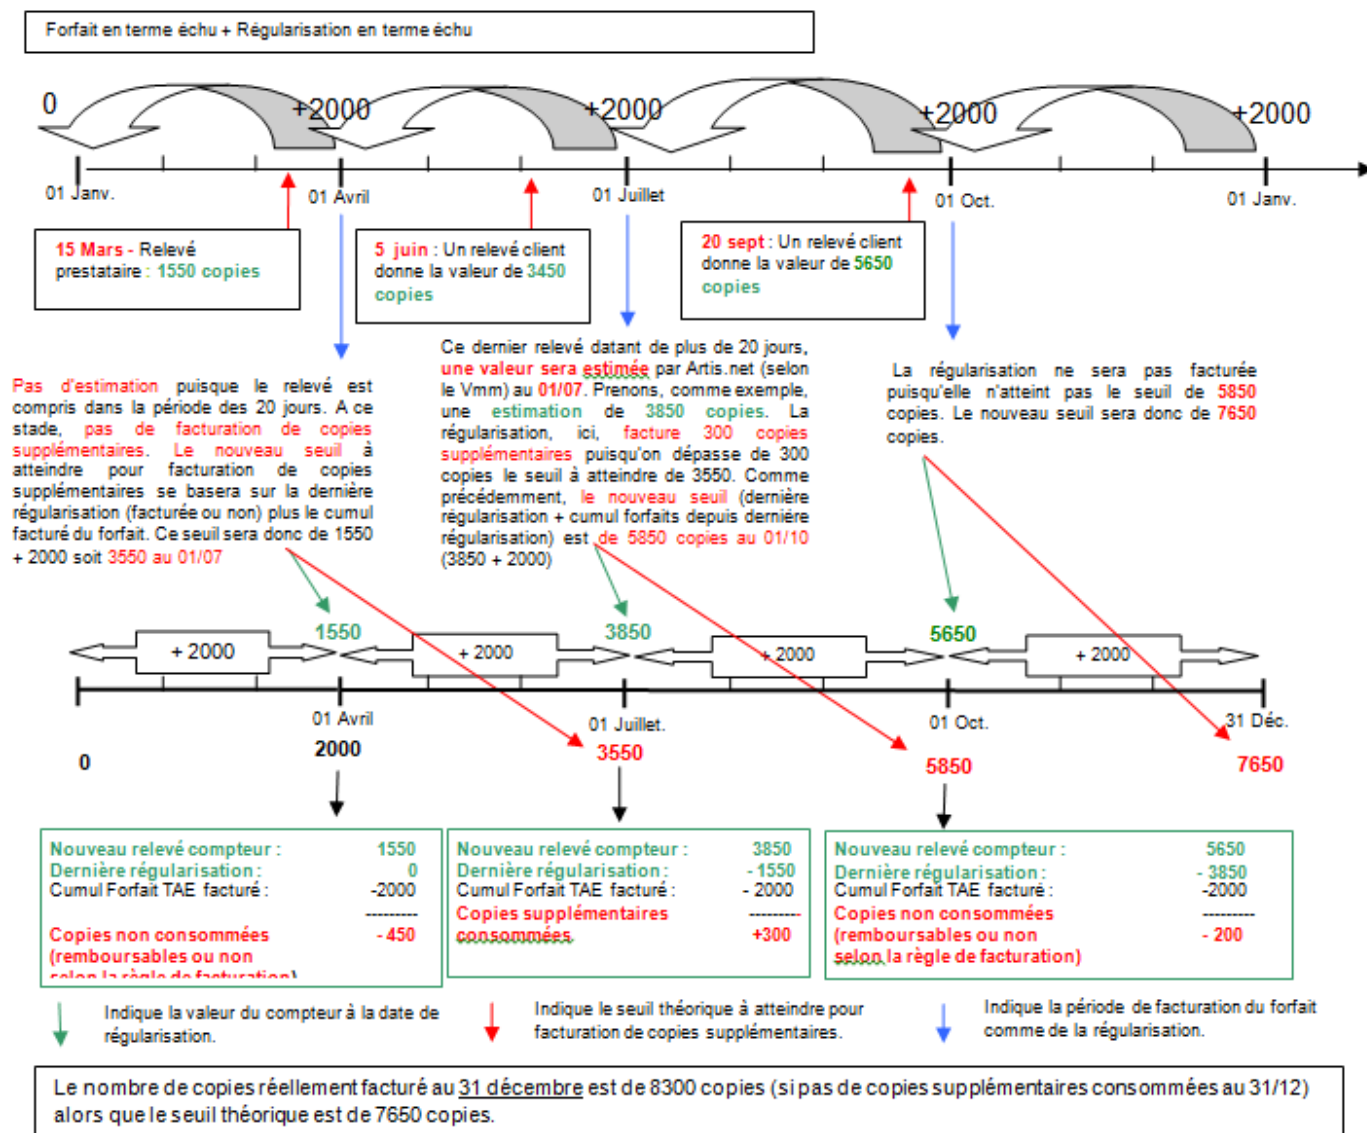 Forfait en terme échu + Régularisation en terme échu
0
+2000
+2000
+2000
+2000
01 Janv.
01 Avril
01 Juillet
01 Oct.
01 Janv.
15 Mars - Relevé
prestataire : 1550 copies
5 juin : Un relevé client
donne la valeur de 3450
copies
20 sept : Un relevé client
donne la valeur de 5650
copies
Pas d'estimation puisque le relevé est
compris dans la période des 20 jours. A ce
stade, pas de facturation de copies
supplémentaires. Le nouveau seuil à
atteindre pour facturation de copies
supplémentaires se basera sur la dernière
régularisation (facturée ou non) plus le cumul
facturé du forfait. Ce seuil sera donc de 1550
+ 2000 soit 3550 au 01/07
Ce dernier relevé datant de plus de 20 jours,
une valeur sera estimée par Artis.net (selon
le Vmm) au 01/07. Prenons, comme exemple,
une estimation de 3850 copies. La
régularisation, ici, facture 300 copies
supplémentaires puisqu'on dépasse de 300
copies le seuil à atteindre de 3550. Comme
précédemment, le nouveau seuil (dernière
régularisation + cumul forfaits depuis dernière
régularisation) est de 5850 copies au 01/10
(3850 + 2000)
La régularisation ne sera pas facturée
puisqu'elle n'atteint pas le seuil de 5850
copies. Le nouveau seuil sera donc de 7650
copies.
1550
3850
5650
+ 2000
+ 2000
+ 2000
+ 2000
01 Avril
01 Juillet.
01 Oct.
31 Déc.
0
2000
3550
5850
7650
Nouveau relevé compteur : 1550
Dernière régularisation : 0
Cumul Forfait TAE facturé : -2000
---------
Copies non consommées - 450
(remboursables ou non
selon la règle de facturation)
Nouveau relevé compteur : 3850
Dernière régularisation : - 1550
Cumul Forfait TAE facturé : - 2000
Copies supplémentaires ---------
consommées +300
Nouveau relevé compteur : 5650
Dernière régularisation : - 3850
Cumul Forfait TAE facturé : -2000
Copies non consommées ---------
(remboursables ou non - 200
selon la règle de facturation)
Indique la valeur du compteur à la date de
régularisation.
Indique le seuil théorique à atteindre pour
facturation de copies supplémentaires.
Indique la période de facturation du forfait
comme de la régularisation.
Le nombre de copies réellement facturé au 31 décembre est de 8300 copies (si pas de copies supplémentaires consommées au 31/12)
alors que le seuil théorique est de 7650 copies.